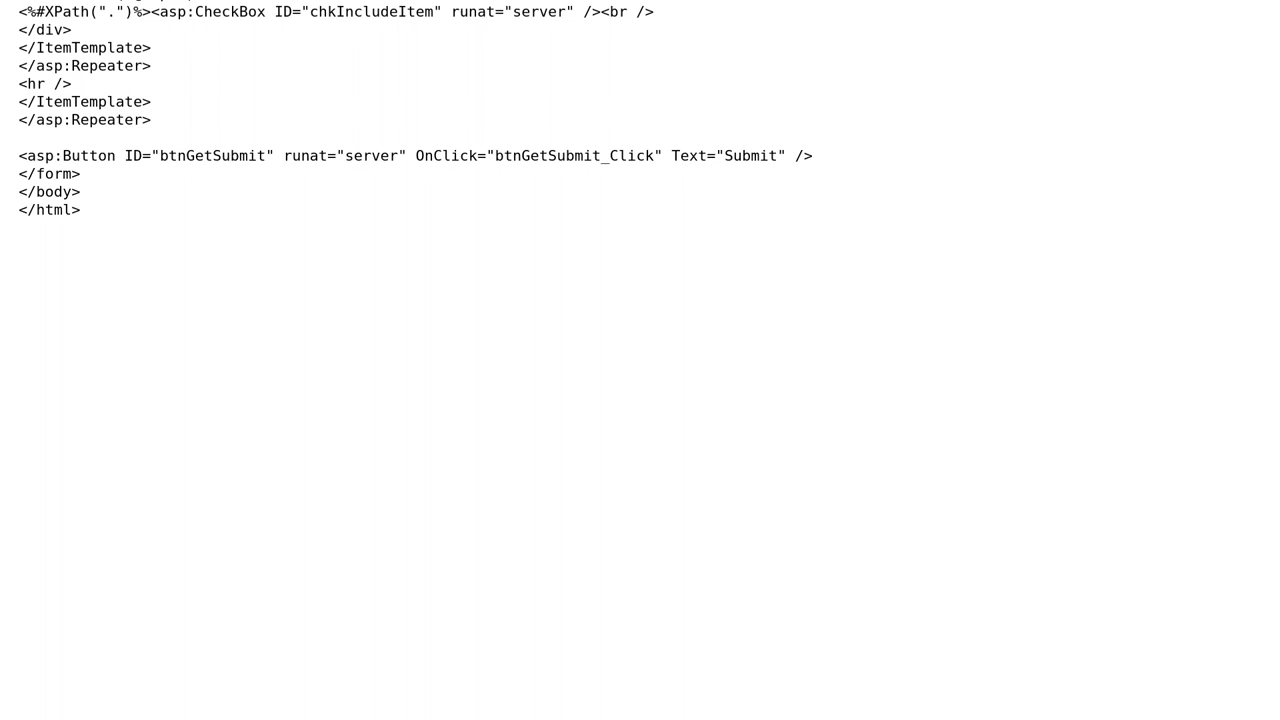 <%#XPath(".")%><asp:CheckBox ID="chkIncludeItem" runat="server" /><br />
</div>
</ItemTemplate>
</asp:Repeater>
<hr />
</ItemTemplate>
</asp:Repeater>
<asp:Button ID="btnGetSubmit" runat="server" OnClick="btnGetSubmit_Click" Text="Submit" />
</form>
</body>
</html>